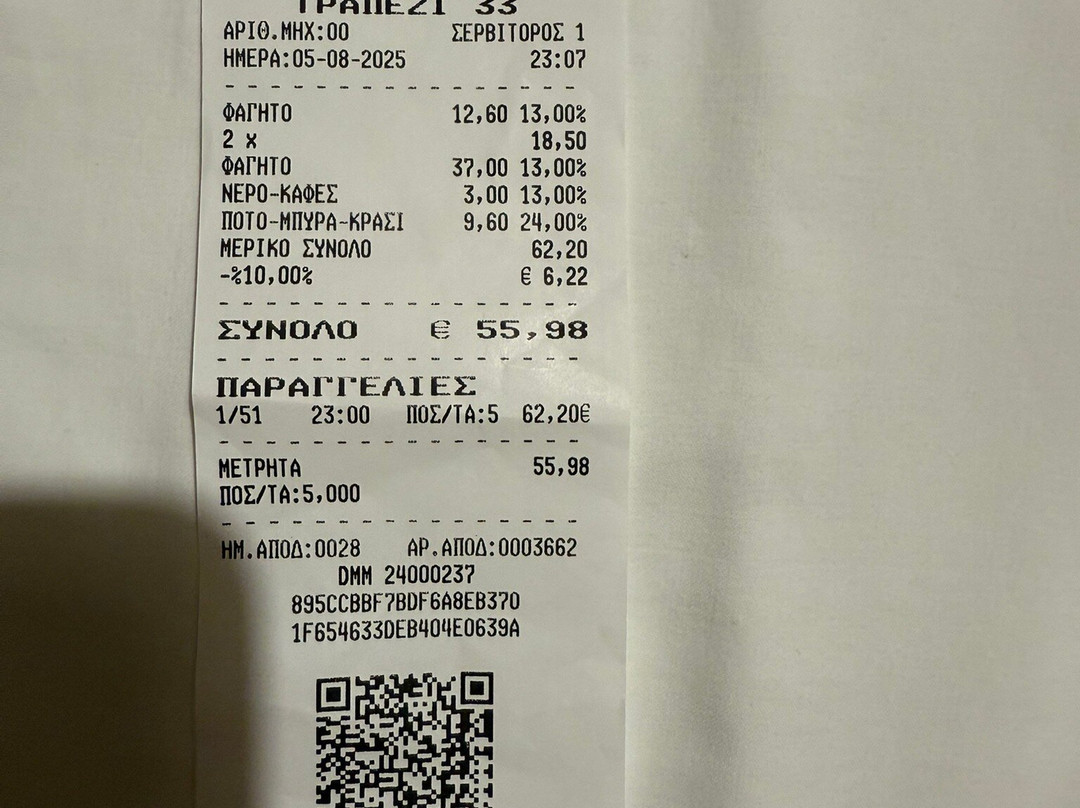 ΤΡΑΠΕΖΙ 33
ΑΡΙΘ.ΜΗΧ:00 ΣΕΡΒΙΤΟΡΟΣ 1
ΗΜΕΡΑ:05-08-2025 23:07
ΦΑΓΗΤΟ 12,60 13,00%
2 x 18,50
ΦΑΓΗΤΟ 37,00 13,00%
ΝΕΡΟ-ΚΑΦΕΣ 3,00 13,00%
ΠΟΤΟ-ΜΠΥΡΑ-ΚΡΑΣΙ 9,60 24,00%
ΜΕΡΙΚΟ ΣΥΝΟΛΟ 62,20
-%10,00% € 6,22
ΣΥΝΟΛΟ € 55,98
ΠΑΡΑΓΓΕΛΙΕΣ
1/51 23:00 ΠΟΣ/ΤΑ:5 62,20€
ΜΕΤΡΗΤΑ 55,98
ΠΟΣ/ΤΑ:5,000
ΗΜ.ΑΠΟΔ:0028 ΑΡ.ΑΠΟΔ:0003662
DMM 24000237
895CCBBF7BDF6A8EB370
1F654633DEB404E0639A